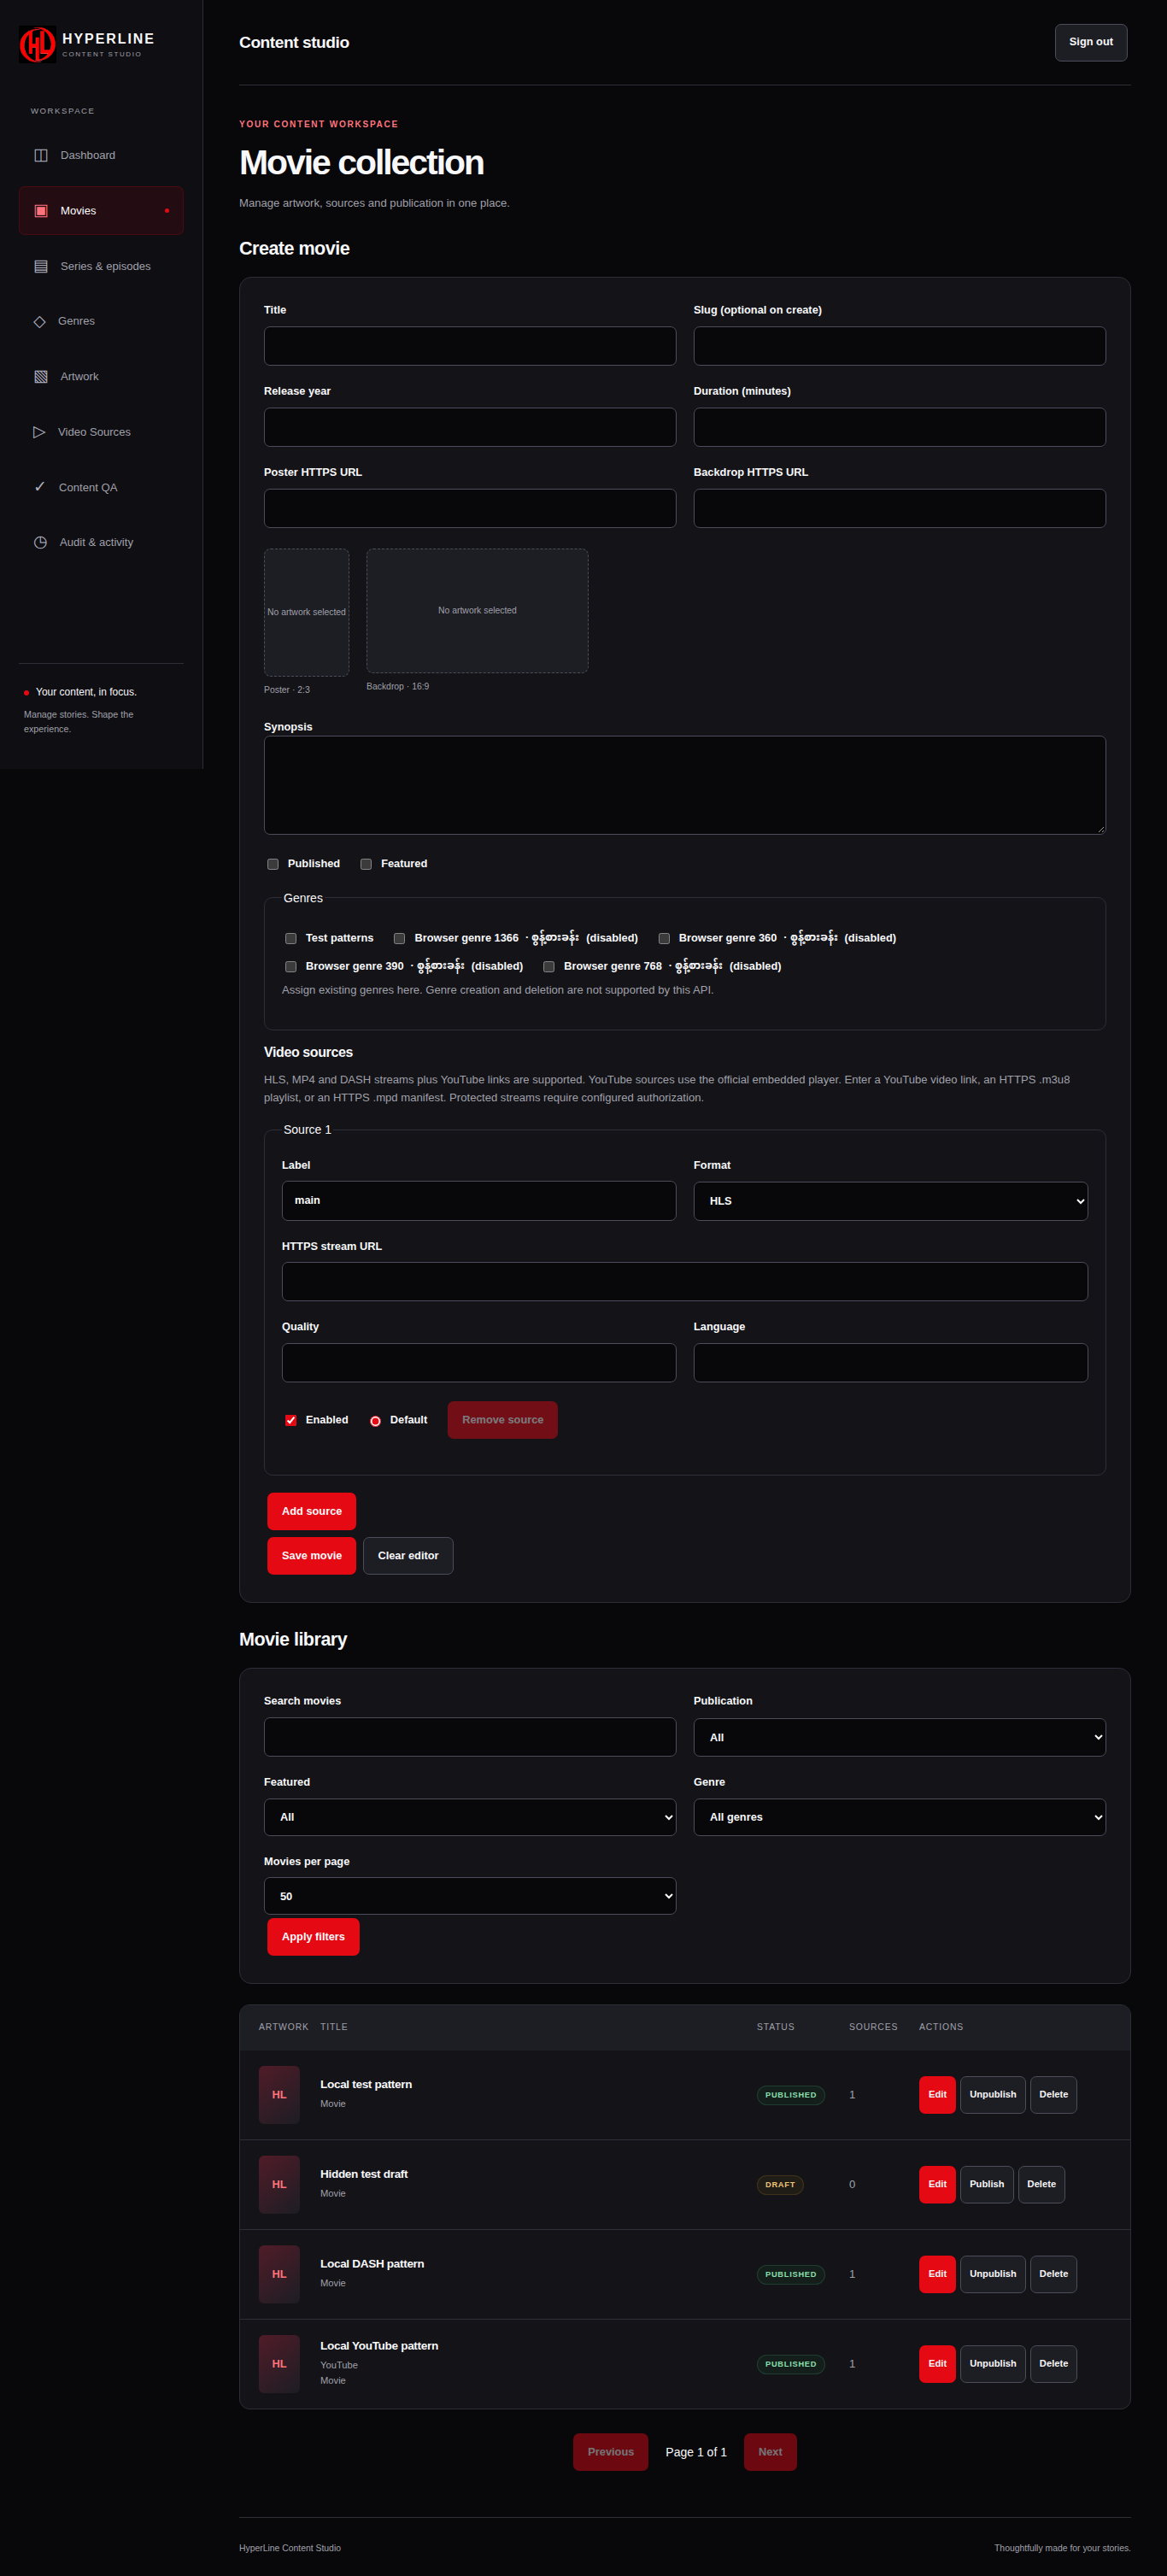 HYPERLINE
CONTENT STUDIO
WORKSPACE
Dashboard
Movies
Series & episodes
Genres
Artwork
Video Sources
Content QA
Audit & activity
Your content, in focus.
Manage stories. Shape the
experience.
Content studio
Sign out
YOUR CONTENT WORKSPACE
Movie collection
Manage artwork, sources and publication in one place.
Create movie
Title
Slug (optional on create)
Release year
Duration (minutes)
Poster HTTPS URL
Backdrop HTTPS URL
No artwork selected
No artwork selected
Poster · 2:3
Backdrop · 16:9
Synopsis
Published
Featured
Genres
Test patterns
Browser genre 1366 · စွန့်စားခန်း (disabled)
Browser genre 360 · စွန့်စားခန်း (disabled)
Browser genre 390 · စွန့်စားခန်း (disabled)
Browser genre 768 · စွန့်စားခန်း (disabled)
Assign existing genres here. Genre creation and deletion are not supported by this API.
Video sources
HLS, MP4 and DASH streams plus YouTube links are supported. YouTube sources use the official embedded player. Enter a YouTube video link, an HTTPS .m3u8
playlist, or an HTTPS .mpd manifest. Protected streams require configured authorization.
Source 1
Label
Format
main
HLS
HTTPS stream URL
Quality
Language
Enabled
Default
Remove source
Add source
Save movie
Clear editor
Movie library
Search movies
Publication
All
Featured
Genre
All
All genres
Movies per page
50
Apply filters
ARTWORK TITLE STATUS SOURCES ACTIONS
HL
Local test pattern
Movie
PUBLISHED
1
Edit
Unpublish
Delete
HL
Hidden test draft
Movie
DRAFT
0
Edit
Publish
Delete
HL
Local DASH pattern
Movie
PUBLISHED
1
Edit
Unpublish
Delete
HL
Local YouTube pattern
YouTube
Movie
PUBLISHED
1
Edit
Unpublish
Delete
Previous
Page 1 of 1
Next
HyperLine Content Studio
Thoughtfully made for your stories.